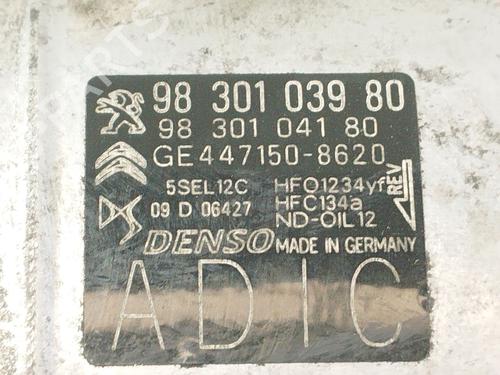 98 301 039 80
98 301 041 80
GE447150-8620
5SEL12C HFO1234yf
09 D 06427 HFC134a
ND-OIL12
REV
DENSO MADE IN GERMANY
ADIC